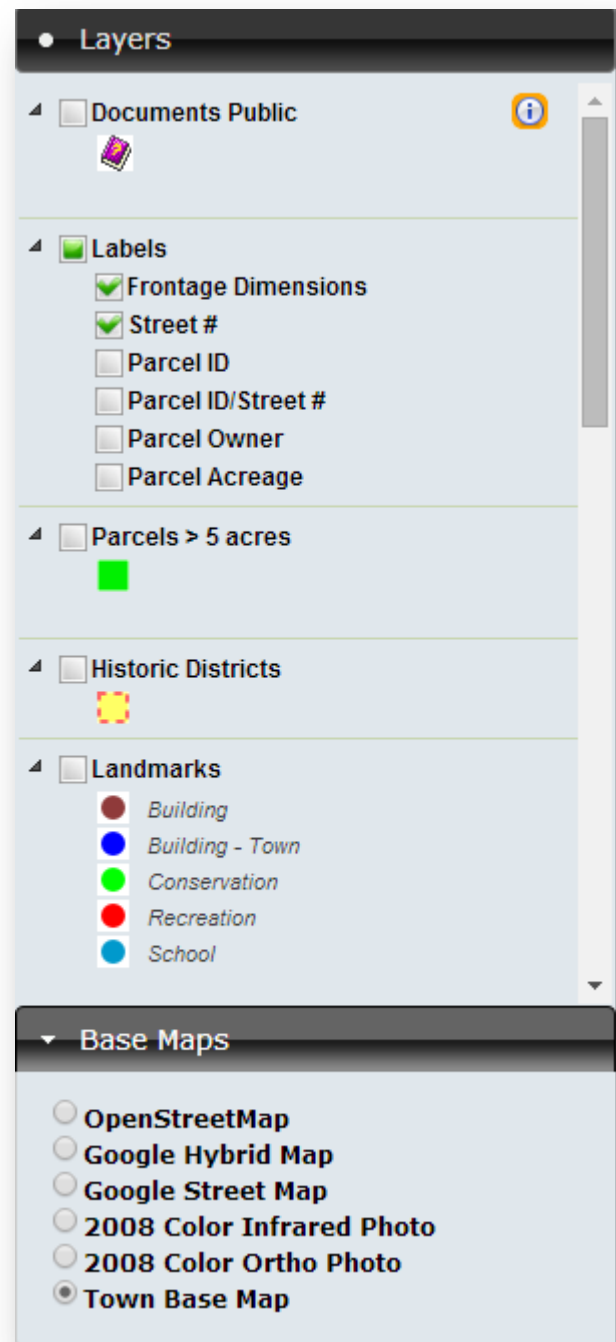 Layers
Documents Public
Labels
Frontage Dimensions
Street #
Parcel ID
Parcel ID/Street #
Parcel Owner
Parcel Acreage
Parcels > 5 acres
Historic Districts
Landmarks
Building
Building - Town
Conservation
Recreation
School
Base Maps
OpenStreetMap
Google Hybrid Map
Google Street Map
2008 Color Infrared Photo
2008 Color Ortho Photo
Town Base Map